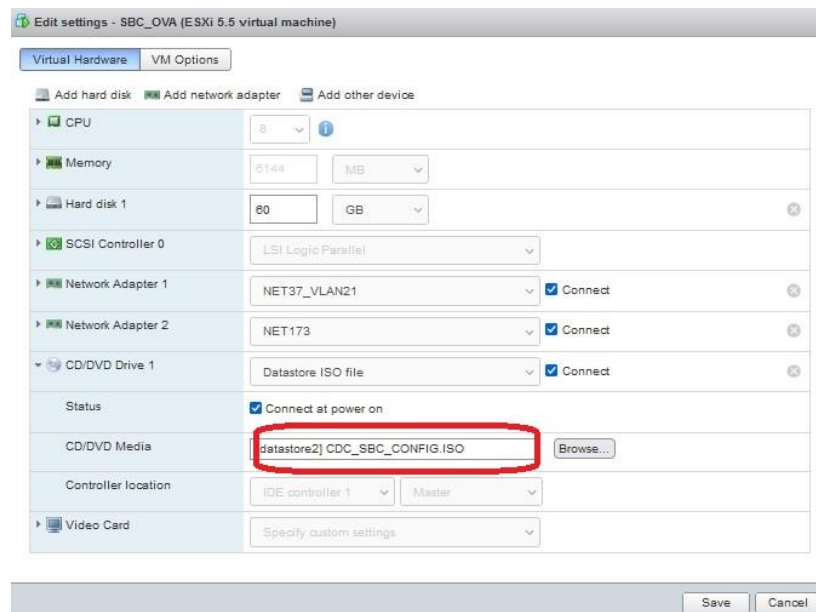 Edit settings - SBC_OVA (ESXi 5.5 virtual machine)
Virtual Hardware VM Options
Add hard disk Add network adapter Add other device
CPU 8
Memory 6144 MB
Hard disk 1 60 GB
SCSI Controller 0 LSI Logic Parallel
Network Adapter 1 NET37_VLAN21 Connect
Network Adapter 2 NET173 Connect
CD/DVD Drive 1 Datastore ISO file Connect
Status Connect at power on
CD/DVD Media datastore2] CDC_SBC_CONFIG.ISO Browse...
Controller location IDE controller 1 Master
Video Card Specify custom settings
Save Cancel